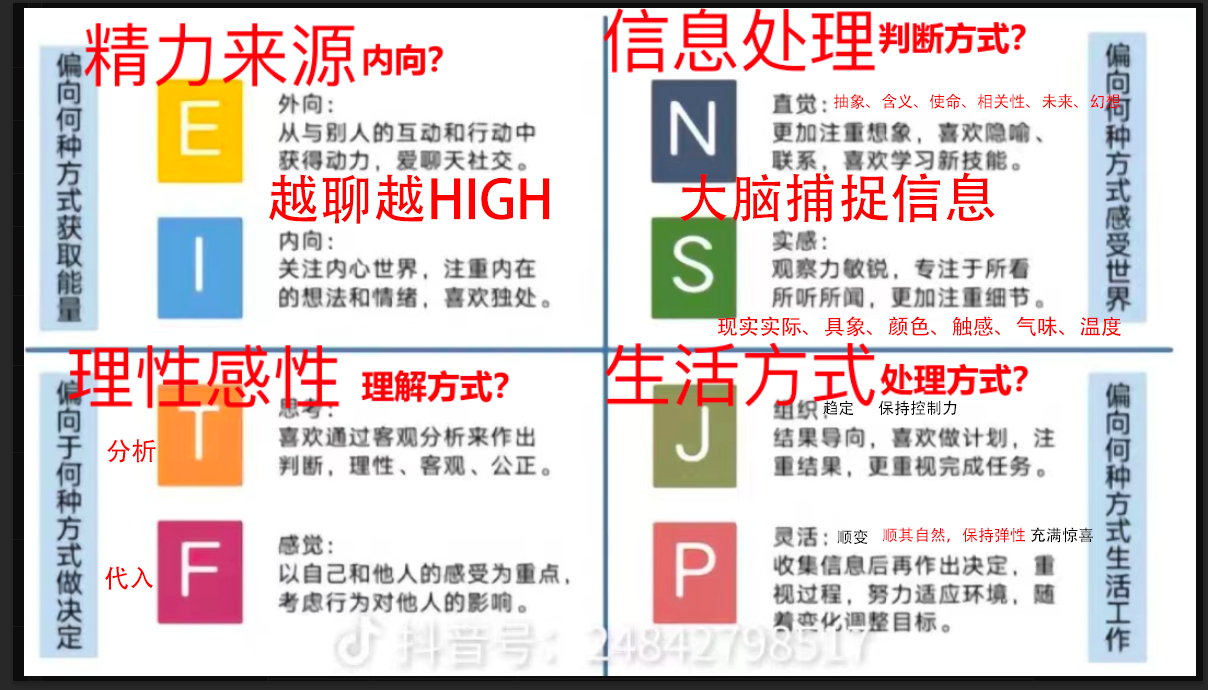 精力来源 内向?
偏向何种方式获取能量
E
外向:
从与别人的互动和行动中
获得动力，爱聊天社交。
越聊越HIGH
I
内向:
关注内心世界，注重内在
的想法和情绪，喜欢独处。
信息处理 判断方式?
偏向何种方式感受世界
N
直觉: 抽象、含义、使命、相关性、未来、幻想
更加注重想象，喜欢隐喻、
联系，喜欢学习新技能。
大脑捕捉信息
S
实感:
观察力敏锐，专注于所看
所听所闻，更加注重细节。
现实实际、具象、颜色、触感、气味、温度
理性感性 理解方式?
偏向于何种方式做决定
分析
T
思考:
喜欢通过客观分析来作出
判断，理性、客观、公正。
代入
F
感觉:
以自己和他人的感受为重点，
考虑行为对他人的影响。
生活方式 处理方式?
偏向何种方式生活工作
J
组织: 趋定 保持控制力
结果导向，喜欢做计划，注
重结果，更重视完成任务。
P
灵活: 顺变 顺其自然，保持弹性 充满惊喜
收集信息后再作出决定，重
视过程，努力适应环境，随
着变化调整目标。
抖音号: 24842798517